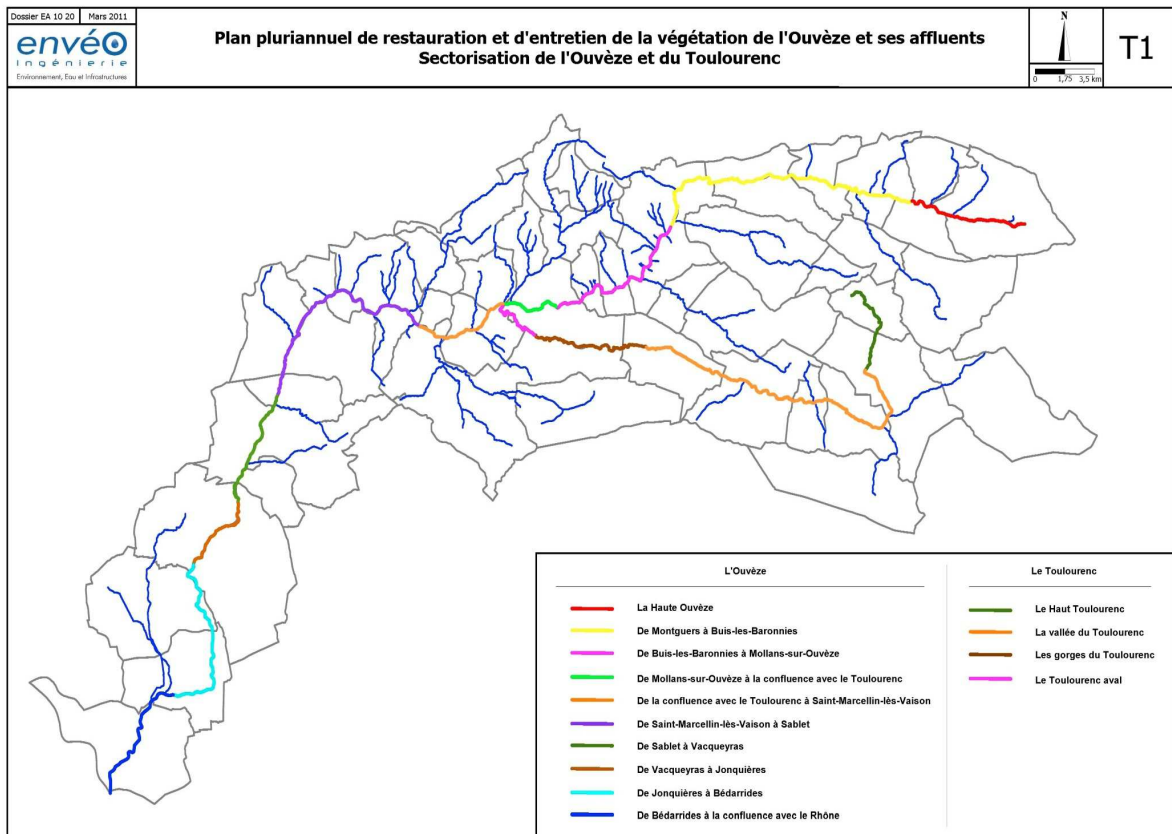 Dossier EA 10 20 Mars 2011
envéO
ingénierie
Environnement, Eau et Infrastructures
Plan pluriannuel de restauration et d'entretien de la végétation de l'Ouvèze et ses affluents
Sectorisation de l'Ouvèze et du Toulourenc
N
0 1,75 3,5 km
T1
L'Ouvèze
La Haute Ouvèze
De Montguers à Buis-les-Baronnies
De Buis-les-Baronnies à Mollans-sur-Ouvèze
De Mollans-sur-Ouvèze à la confluence avec le Toulourenc
De la confluence avec le Toulourenc à Saint-Marcellin-lès-Vaison
De Saint-Marcellin-lès-Vaison à Sablet
De Sablet à Vacqueyras
De Vacqueyras à Jonquières
De Jonquières à Bédarrides
De Bédarrides à la confluence avec le Rhône
Le Toulourenc
Le Haut Toulourenc
La vallée du Toulourenc
Les gorges du Toulourenc
Le Toulourenc aval